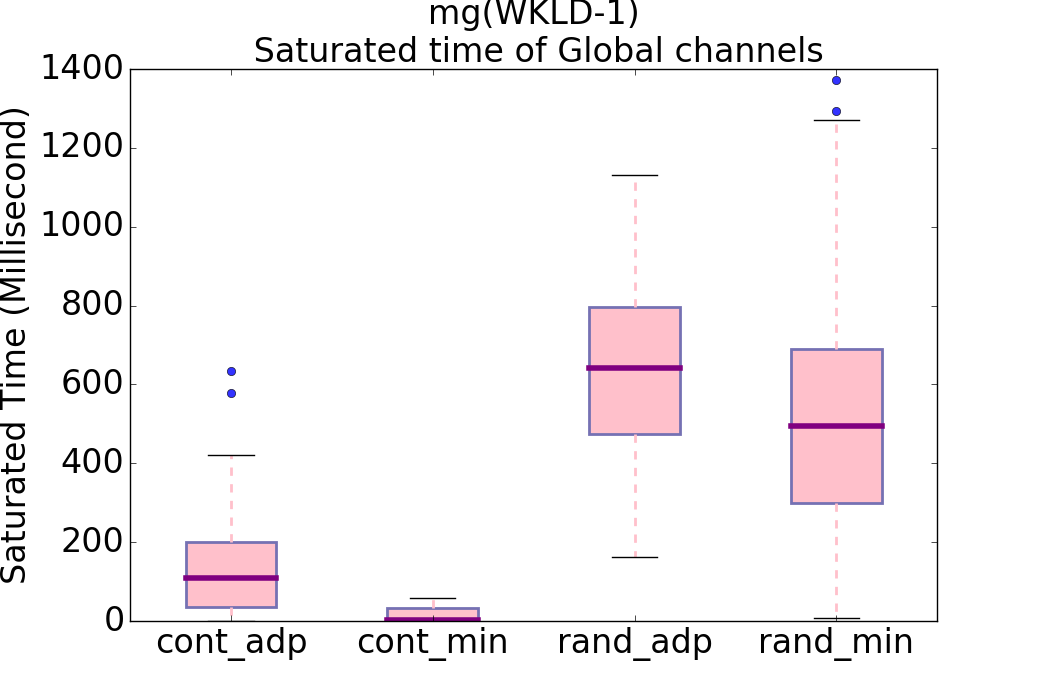 mg(WKLD-1)
Saturated time of Global channels
Saturated Time (Millisecond)
1400
1200
1000
800
600
400
200
0
cont_adp cont_min rand_adp rand_min